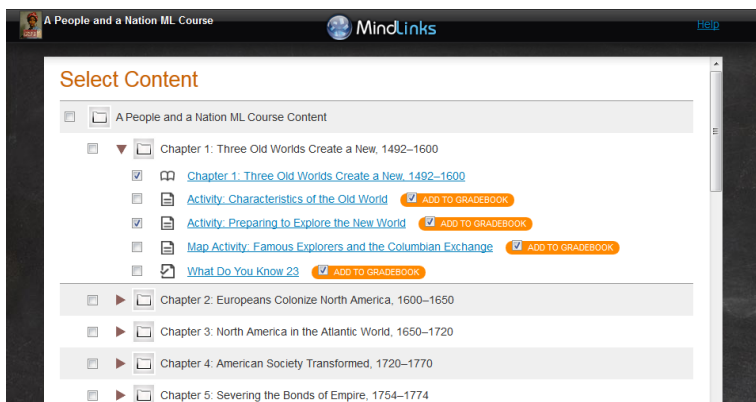 A People and a Nation ML Course
MindLinks
Help
Select Content
A People and a Nation ML Course Content
Chapter 1: Three Old Worlds Create a New, 1492–1600
Chapter 1: Three Old Worlds Create a New, 1492–1600
Activity: Characteristics of the Old World ADD TO GRADEBOOK
Activity: Preparing to Explore the New World ADD TO GRADEBOOK
Map Activity: Famous Explorers and the Columbian Exchange ADD TO GRADEBOOK
What Do You Know 23 ADD TO GRADEBOOK
Chapter 2: Europeans Colonize North America, 1600–1650
Chapter 3: North America in the Atlantic World, 1650–1720
Chapter 4: American Society Transformed, 1720–1770
Chapter 5: Severing the Bonds of Empire, 1754–1774